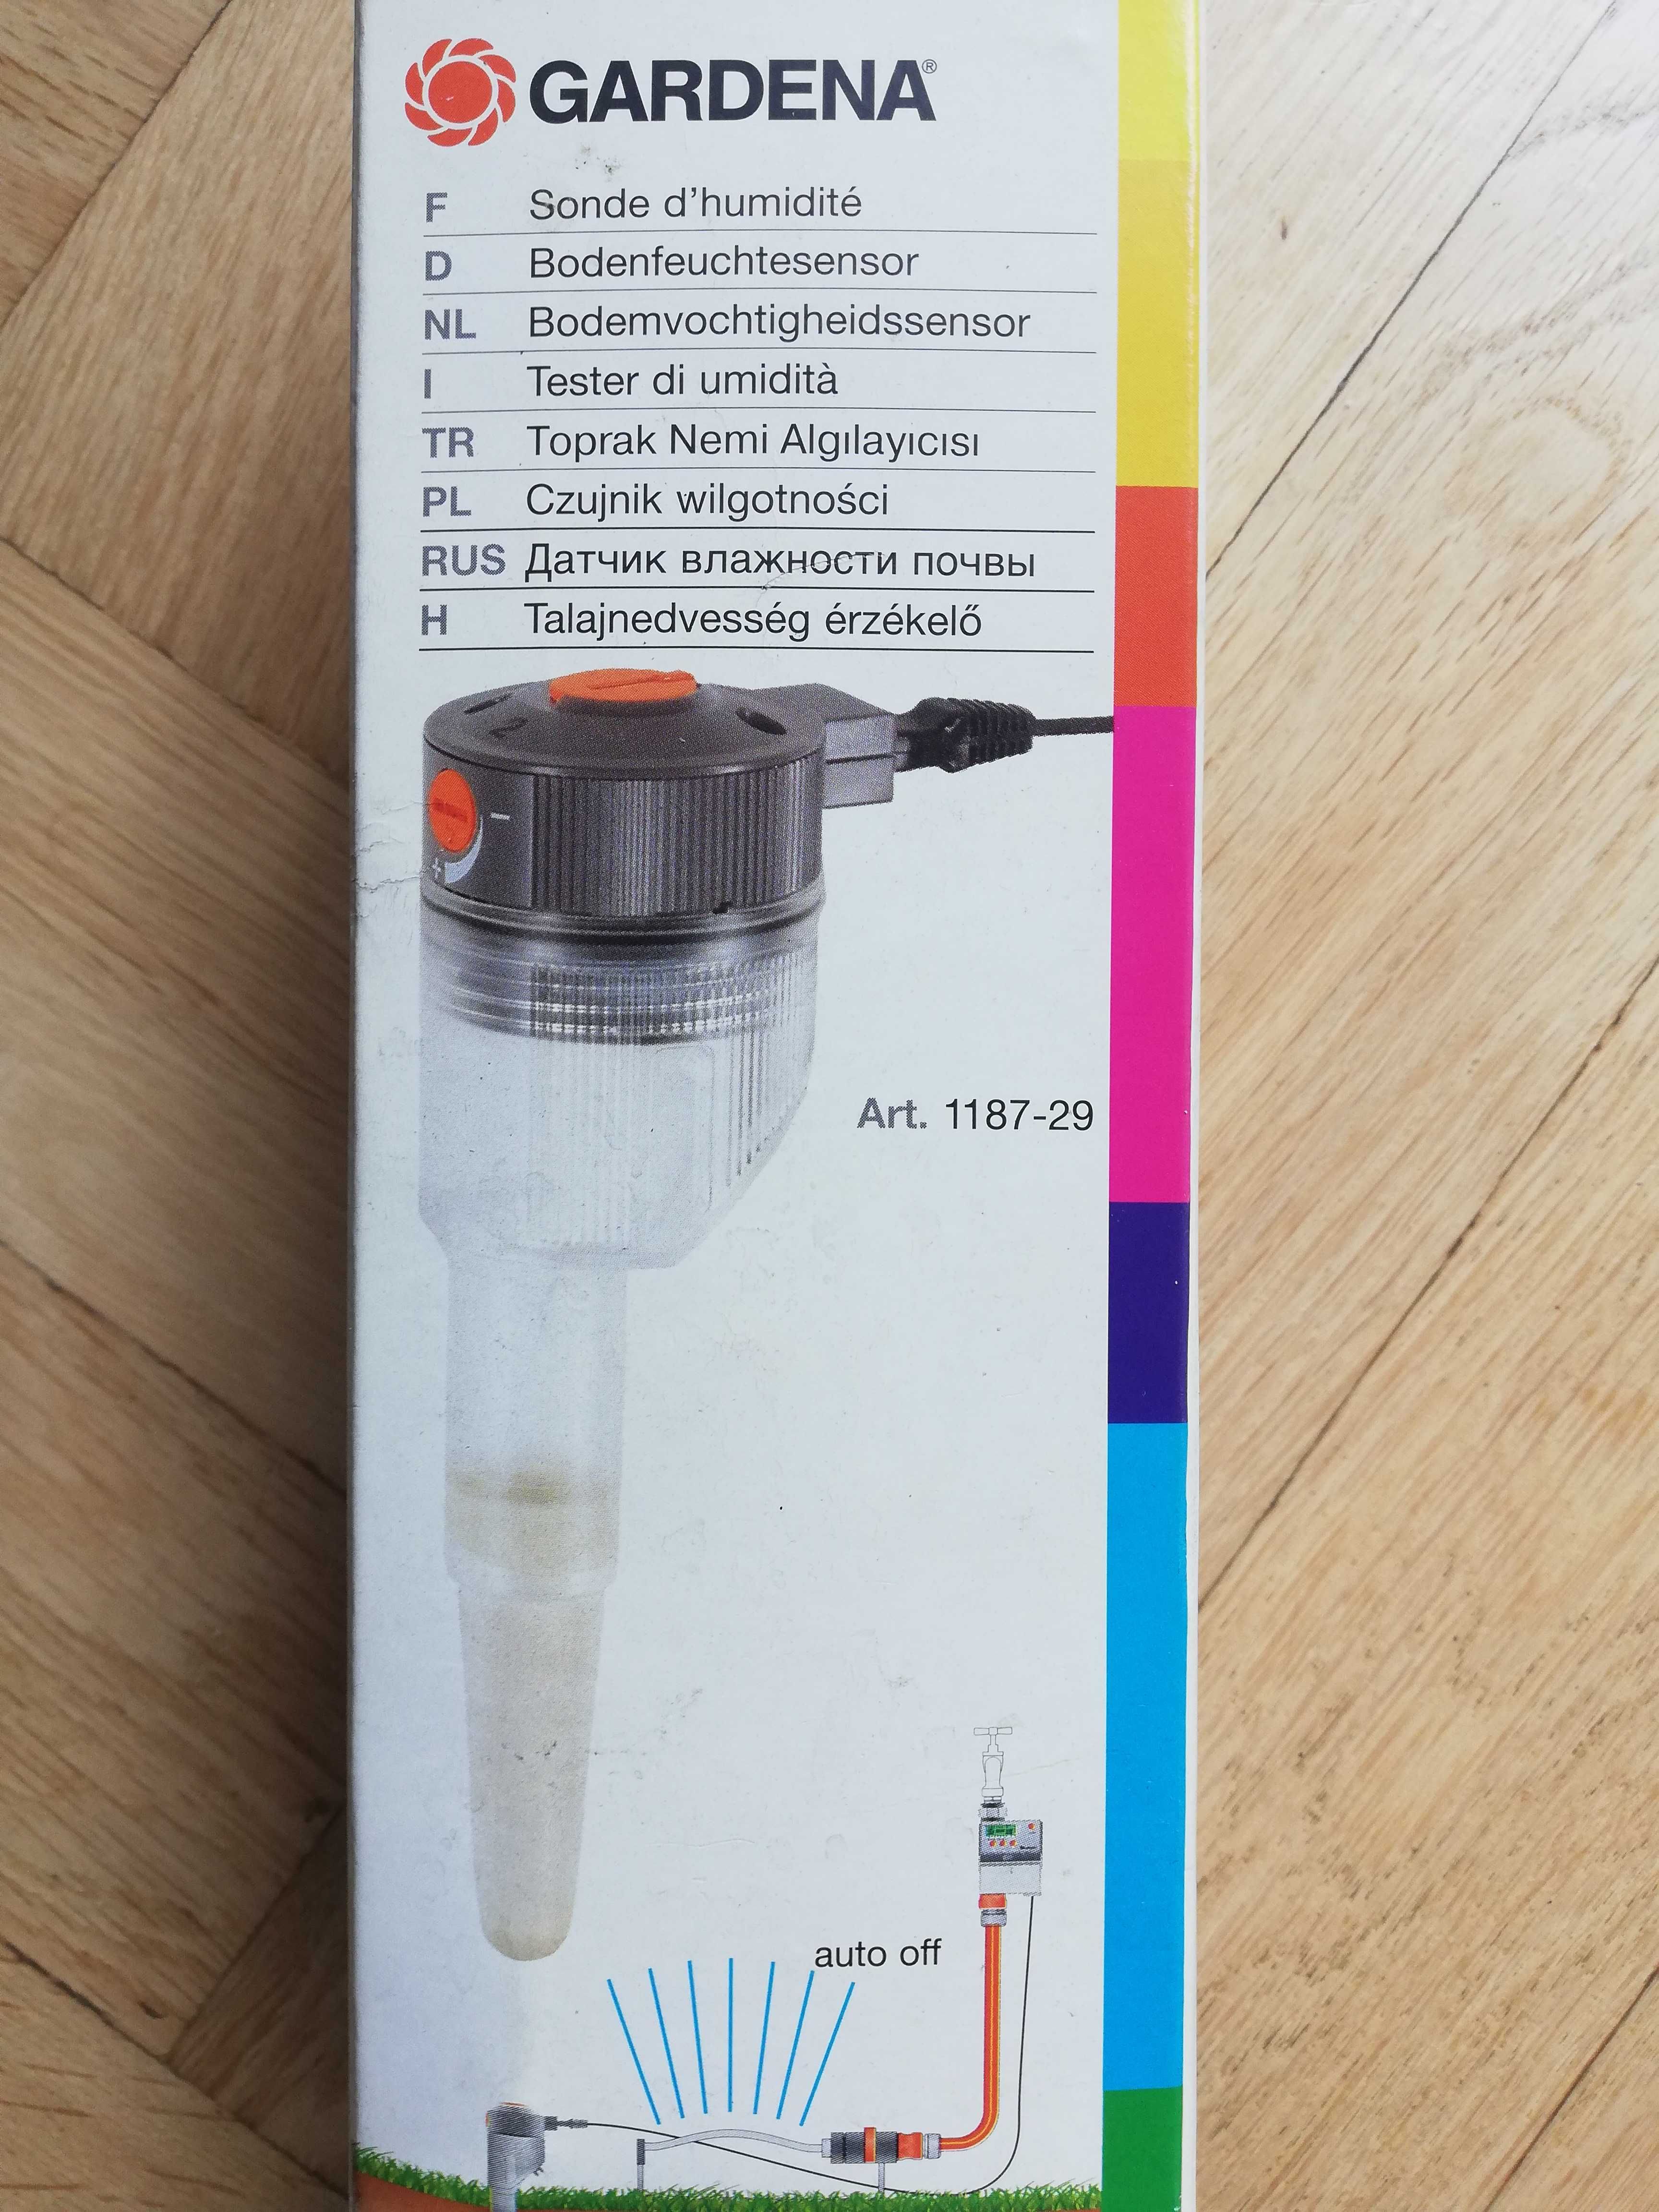 GARDENA®
F Sonde d'humidité
D Bodenfeuchtesensor
NL Bodemvochtigheidssensor
I Tester di umidità
TR Toprak Nemi Algılayıcısı
PL Czujnik wilgotności
RUS Датчик влажности почвы
H Talajnedvesség érzékelő
2
–
+
Art. 1187-29
auto off